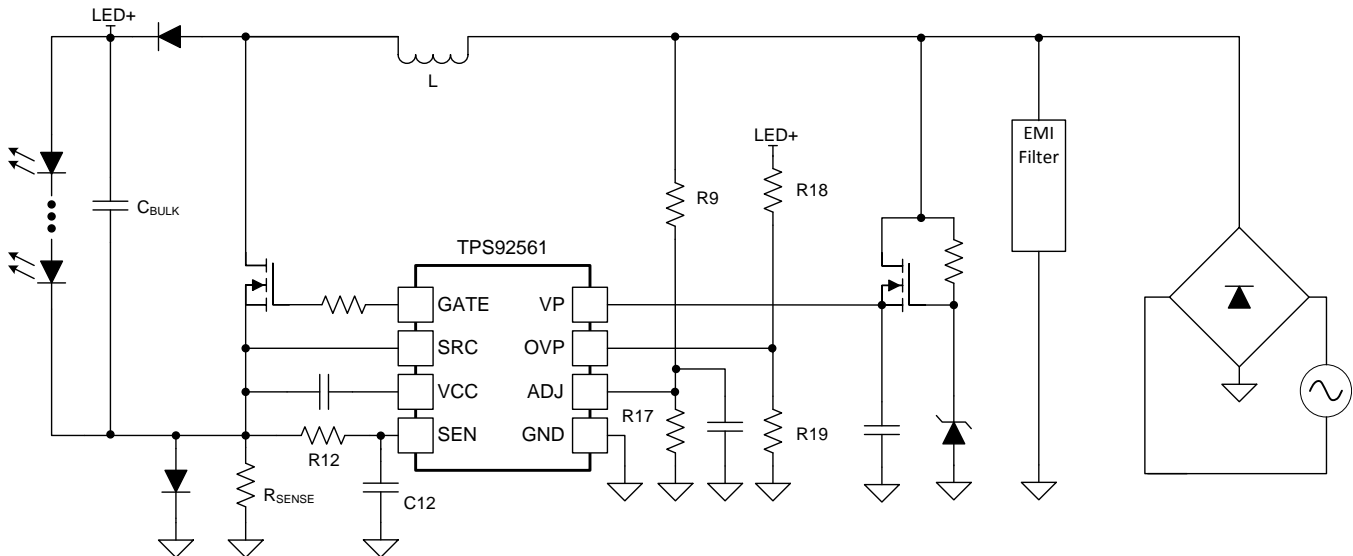 LED+
L
EMI
Filter
LED+
R9
R18
C_BULK
TPS92561
GATE
VP
SRC
OVP
VCC
ADJ
R17
SEN
GND
R19
R12
R_SENSE
C12